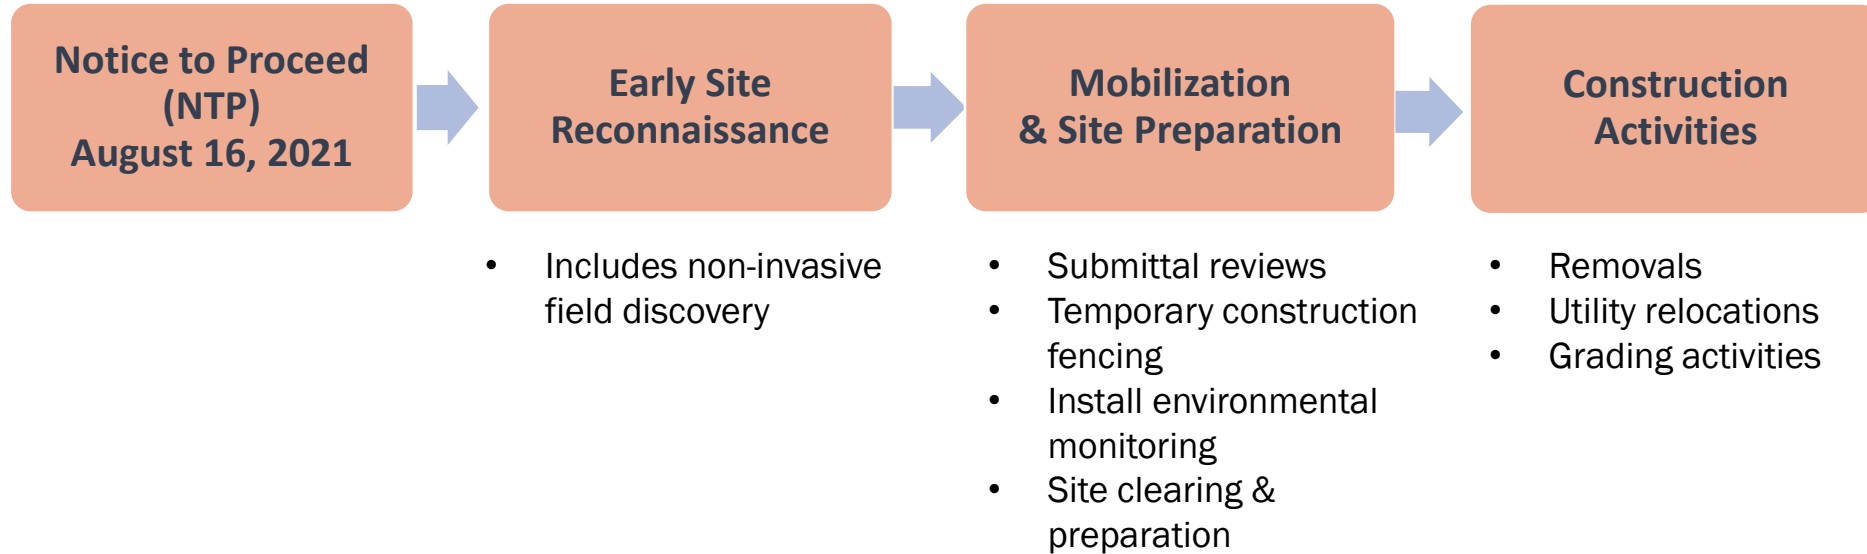 Notice to Proceed
(NTP)
August 16, 2021
Early Site
Reconnaissance
Mobilization
& Site Preparation
Construction
Activities
• Includes non-invasive
field discovery
• Submittal reviews
• Temporary construction
fencing
• Install environmental
monitoring
• Site clearing &
preparation
• Removals
• Utility relocations
• Grading activities